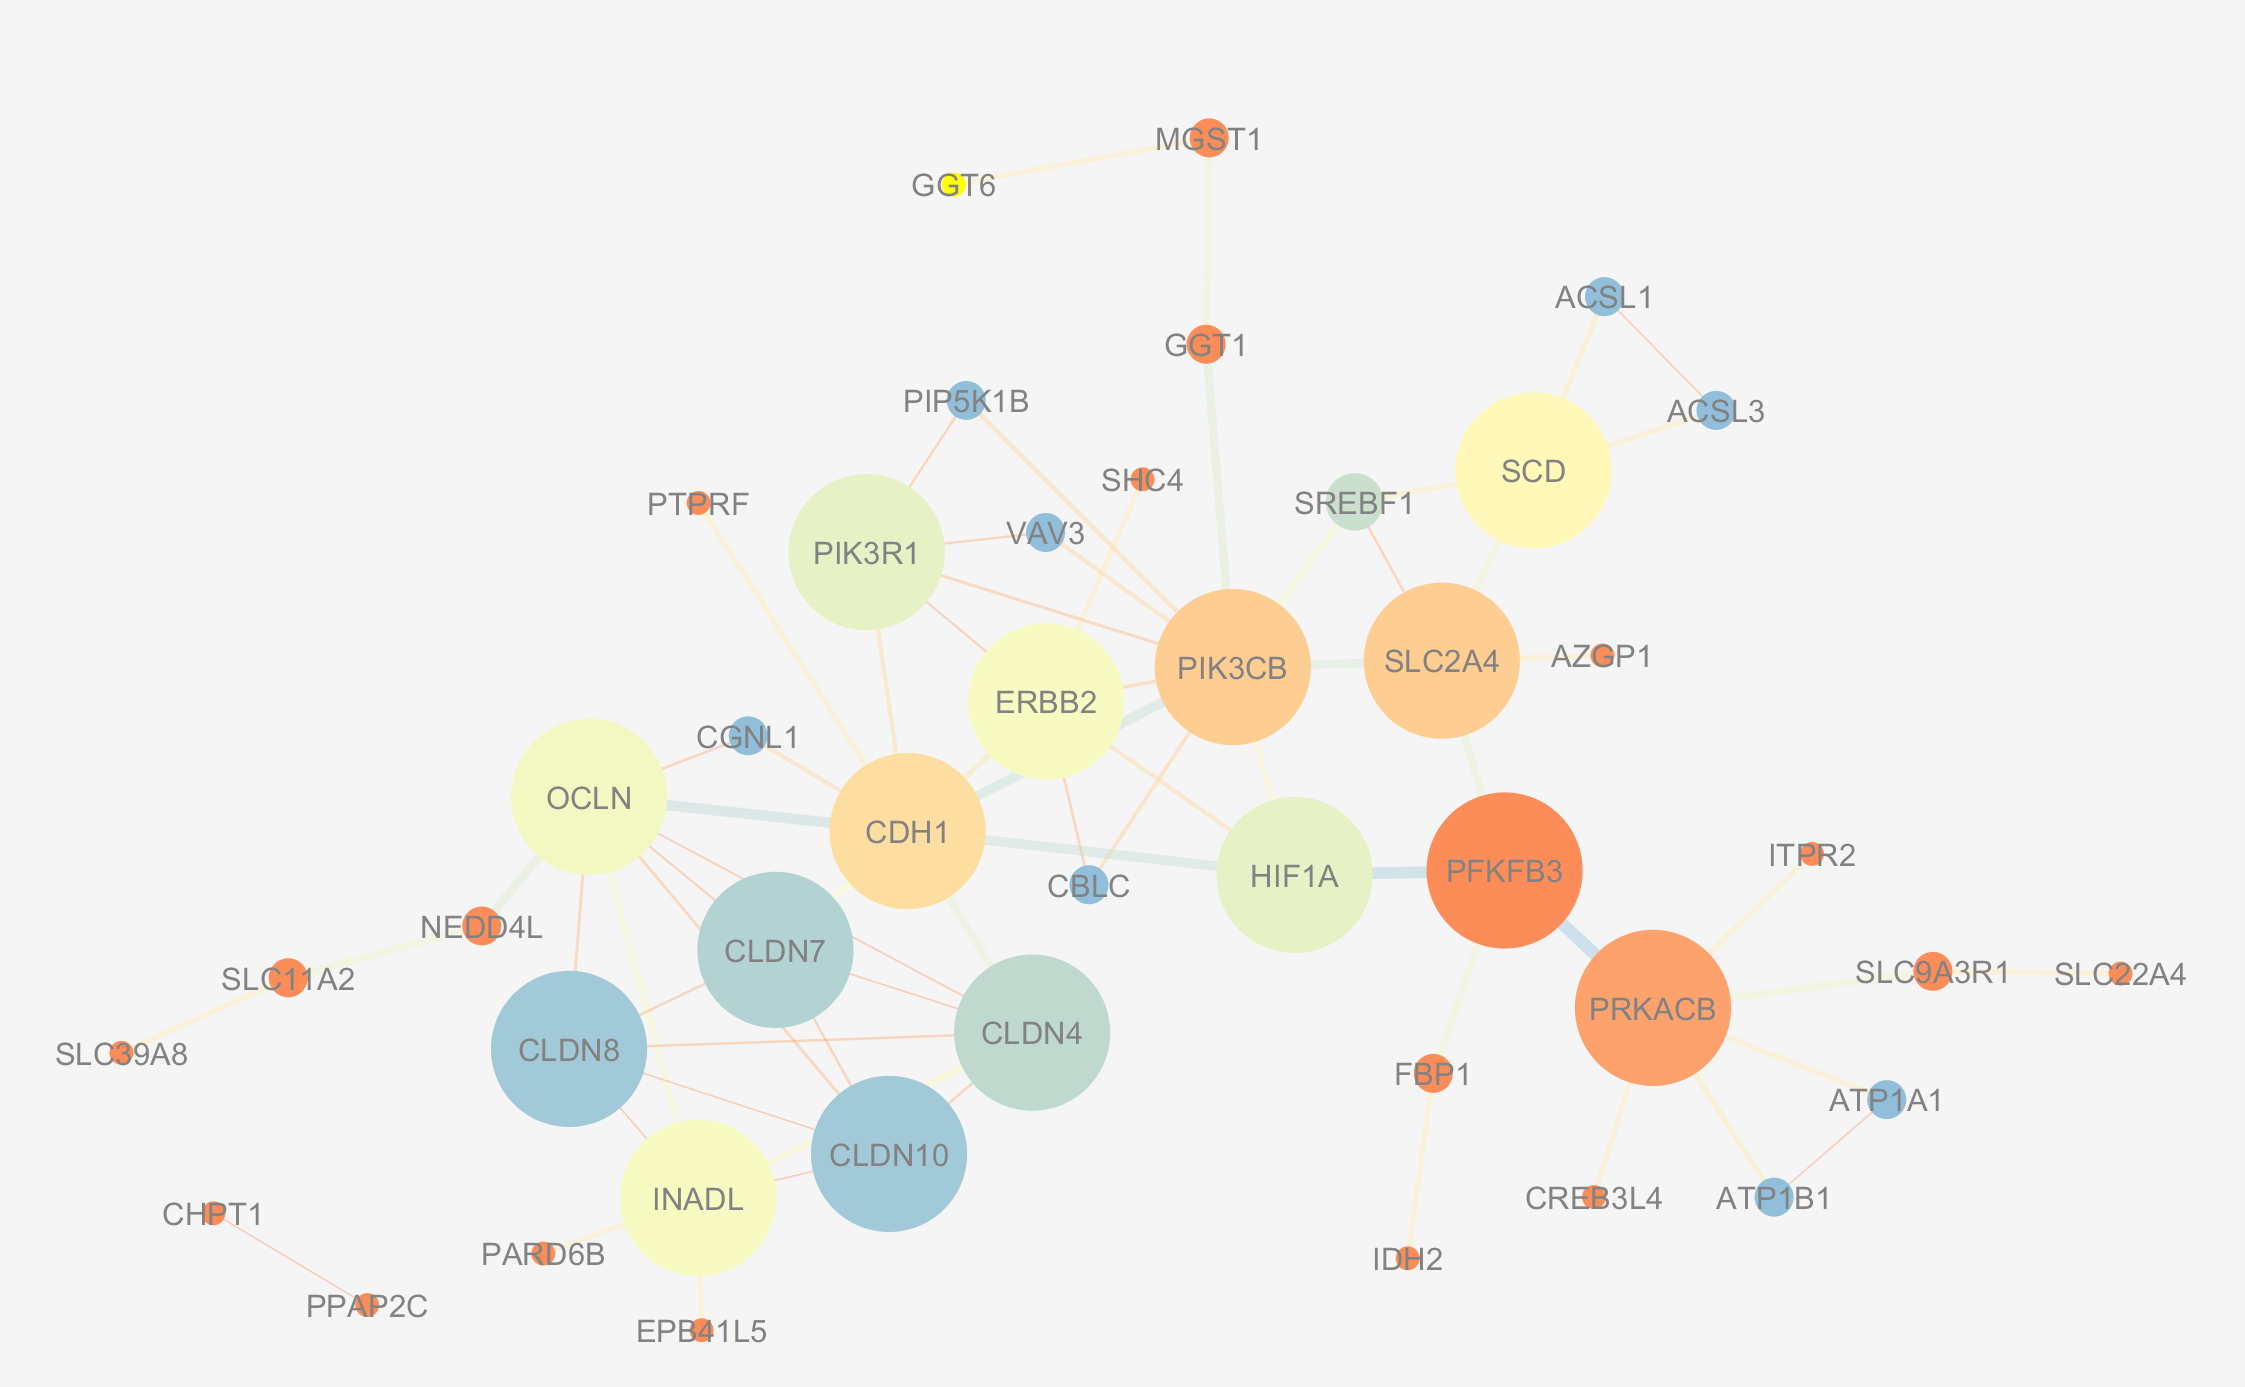 MGST1
GGT6
ACSL1
GGT1
PIP5K1B
ACSL3
SCD
SHC4
PTPRF
SREBF1
VAV3
PIK3R1
AZGP1
SLC2A4
PIK3CB
ERBB2
CGNL1
OCLN
CDH1
ITPR2
PFKFB3
HIF1A
CBLC
NEDD4L
CLDN7
SLC9A3R1
SLC22A4
SLC11A2
PRKACB
CLDN4
CLDN8
SLC39A8
FBP1
ATP1A1
CLDN10
INADL
CREB3L4
ATP1B1
CHPT1
PARD6B
IDH2
PPAP2C
EPB41L5